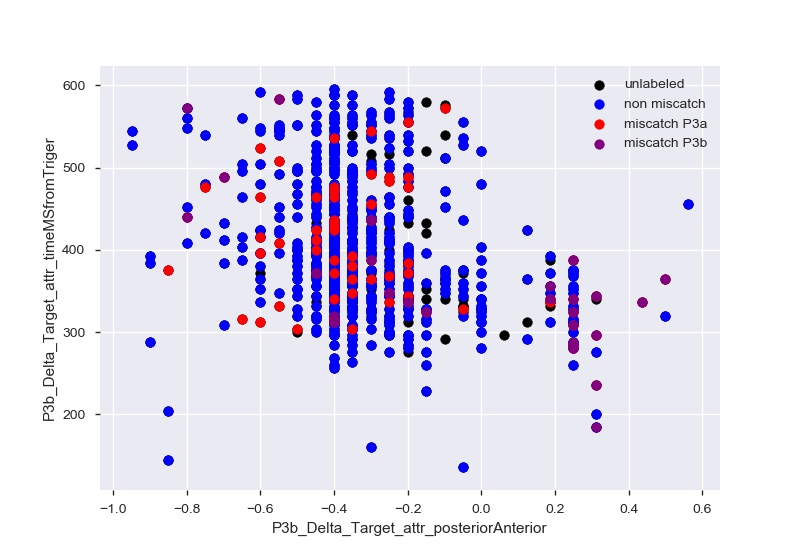 unlabeled
non miscatch
miscatch P3a
miscatch P3b
600
500
400
300
200
P3b_Delta_Target_attr_timeMSfromTriger
−1.0 −0.8 −0.6 −0.4 −0.2 0.0 0.2 0.4 0.6
P3b_Delta_Target_attr_posteriorAnterior